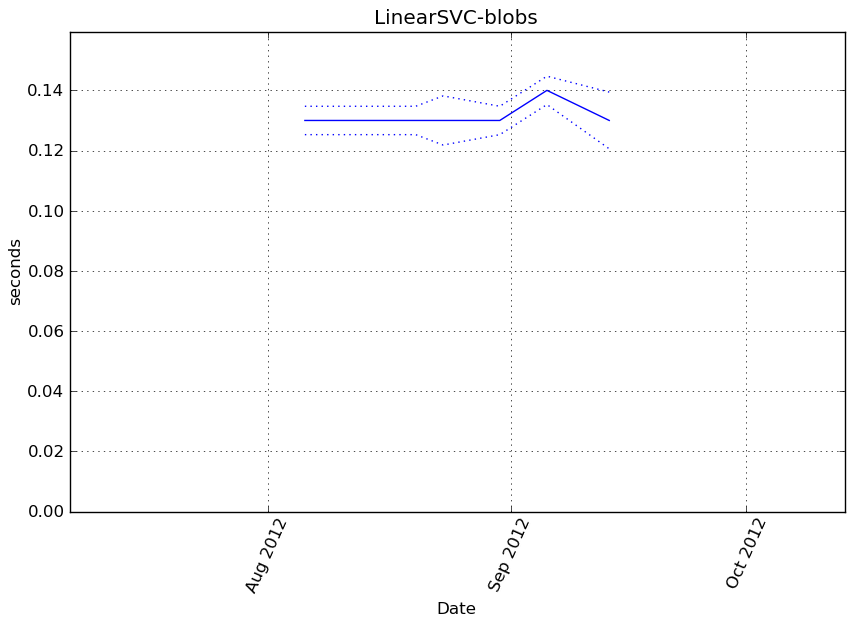 LinearSVC-blobs
0.14
0.12
0.10
0.08
0.06
0.04
0.02
0.00
seconds
Aug 2012
Sep 2012
Oct 2012
Date